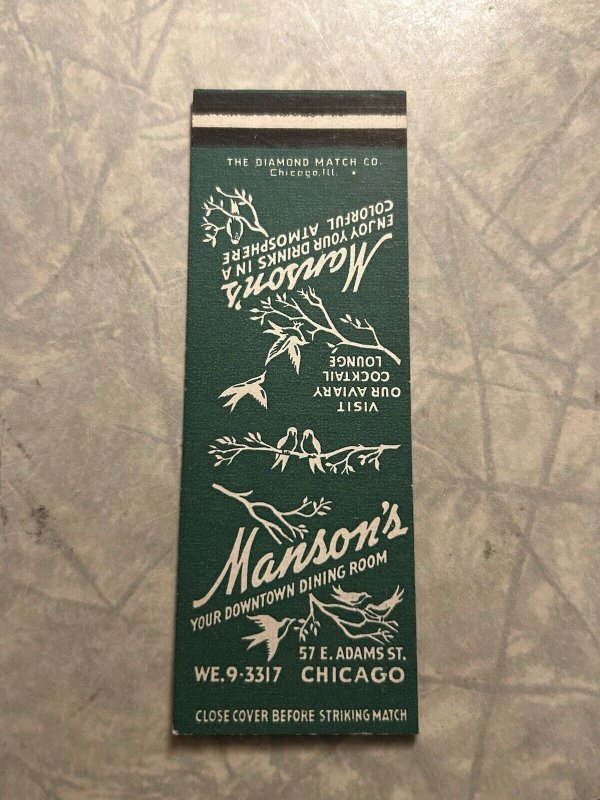 THE DIAMOND MATCH CO.
Chicago, Ill.
VISIT
OUR AVIARY
COCKTAIL
LOUNGE
Manson's
ENJOY YOUR DRINKS IN A
COLORFUL ATMOSPHERE
Manson's
YOUR DOWNTOWN DINING ROOM
57 E. ADAMS ST.
WE.9-3317 CHICAGO
CLOSE COVER BEFORE STRIKING MATCH